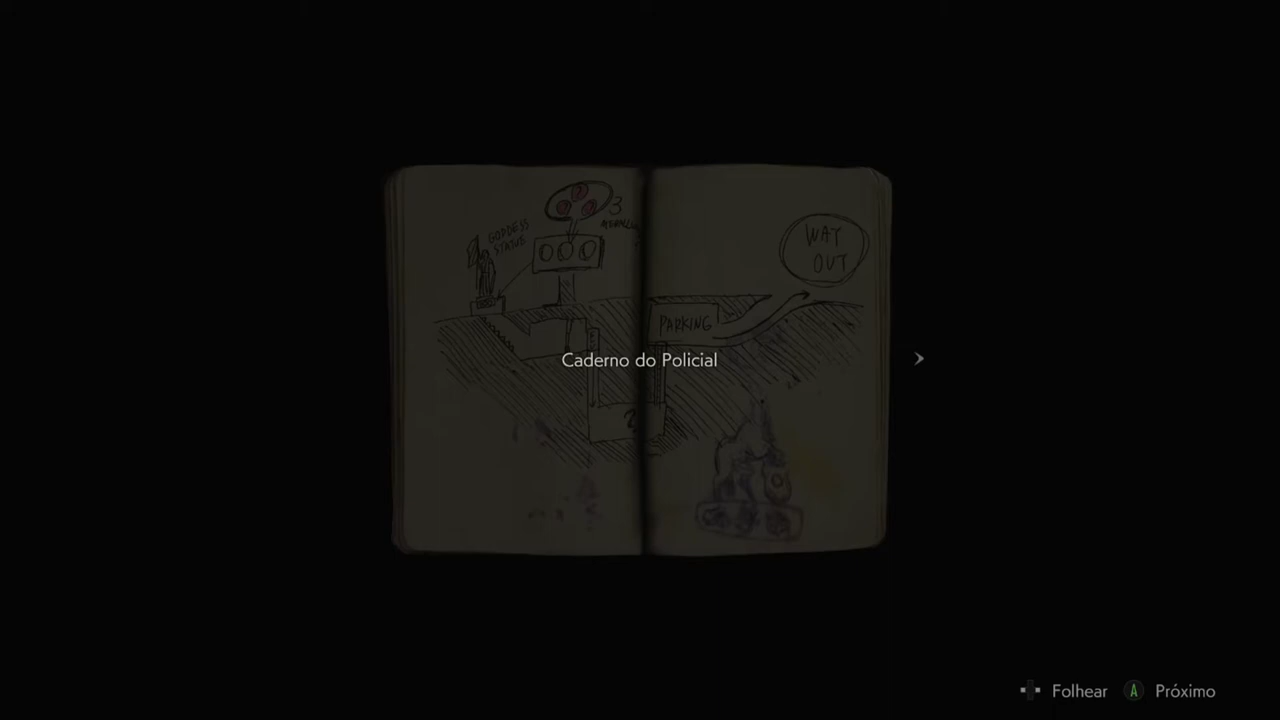 GODDESS
STATUE
3
WAY
OUT
PARKING
Caderno do Policial
?
Folhear A Próximo